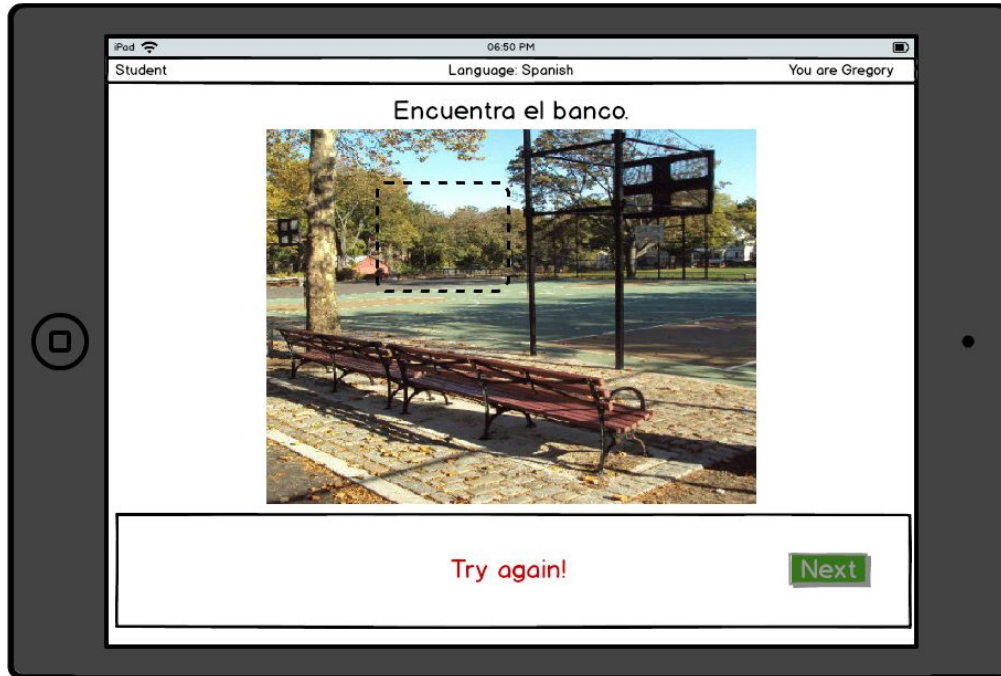 iPad 06:50 PM
Student Language: Spanish You are Gregory
Encuentra el banco.
Try again! Next